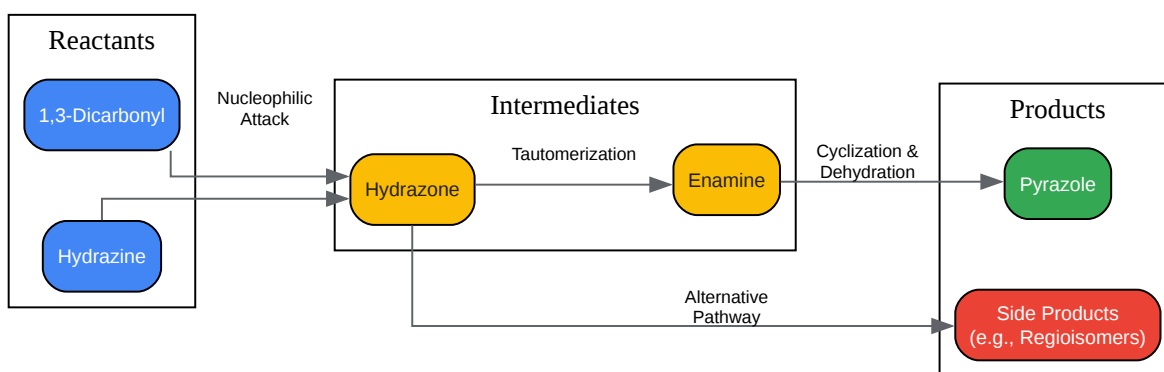 Reactants
1,3-Dicarbonyl
Hydrazine
Nucleophilic
Attack
Intermediates
Hydrazone
Tautomerization
Enamine
Cyclization &
Dehydration
Alternative
Pathway
Products
Pyrazole
Side Products
(e.g., Regioisomers)